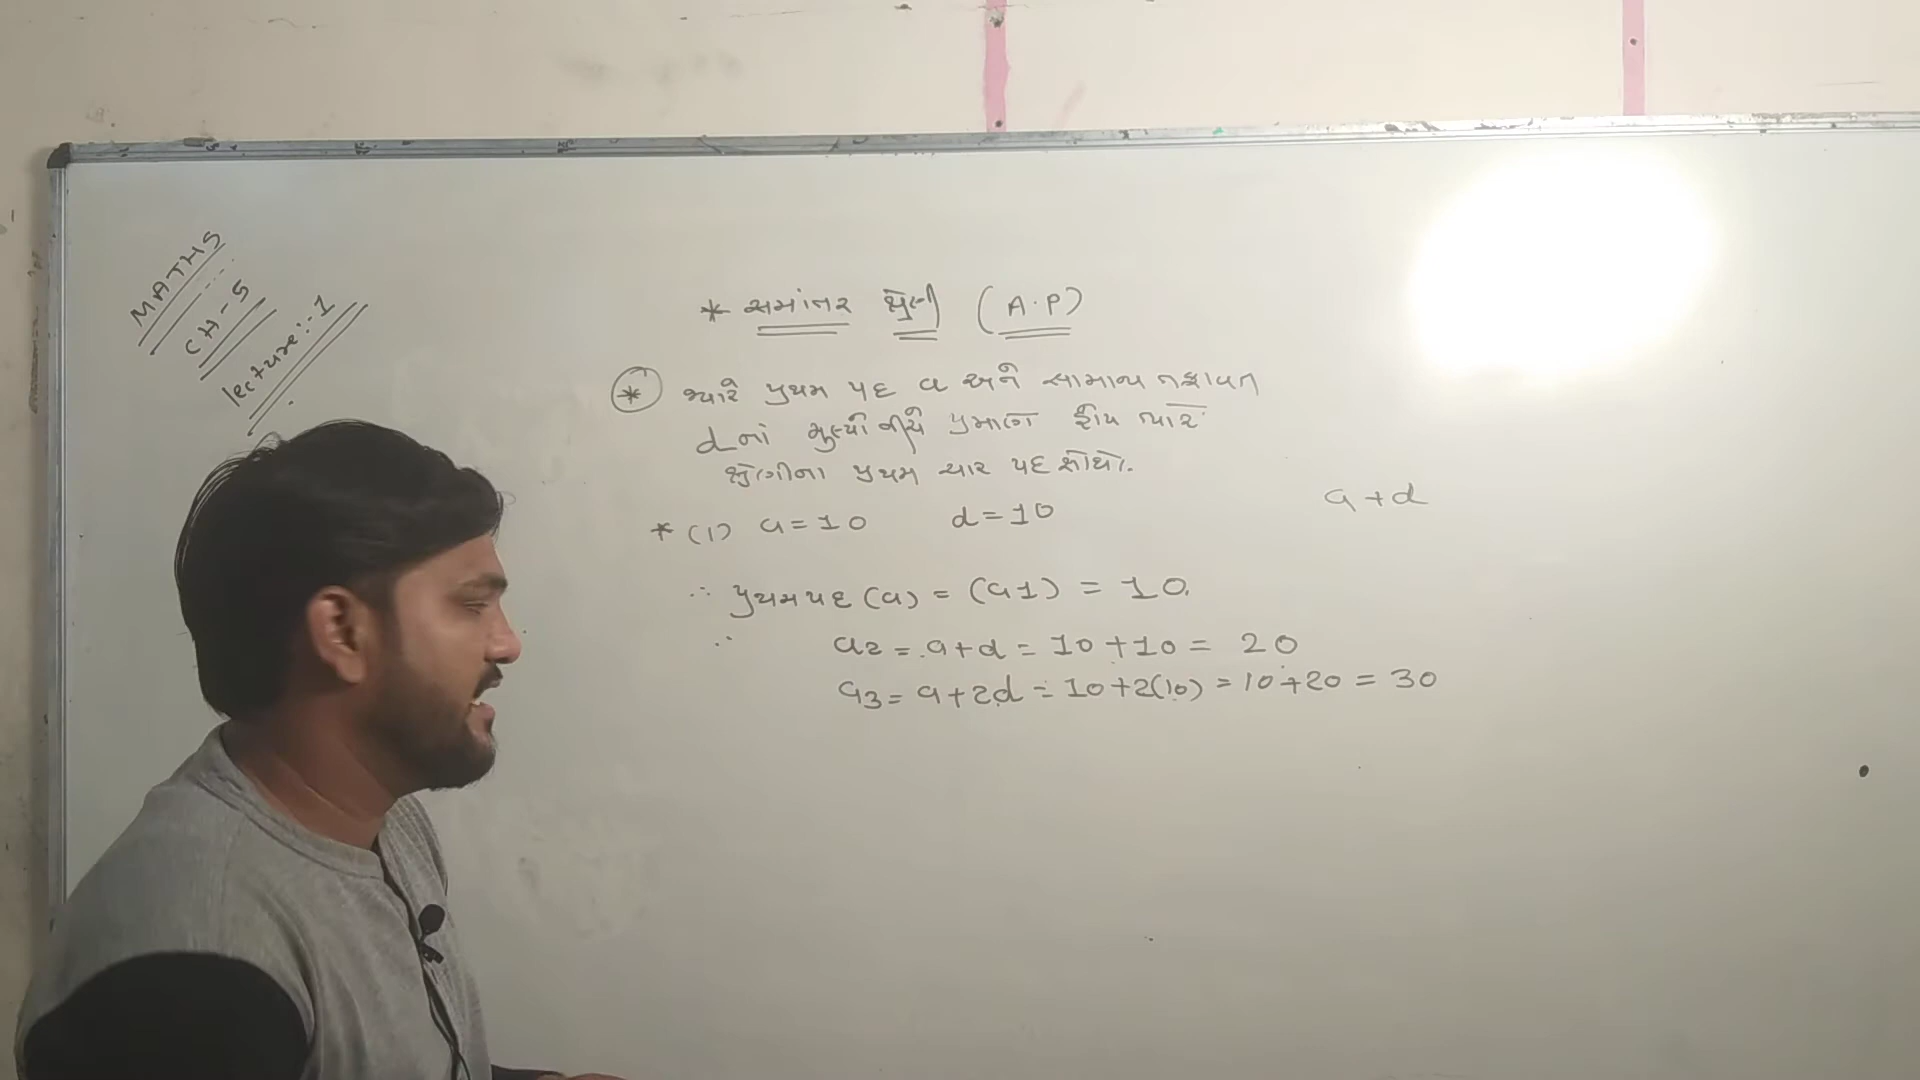 MATHS
CH-5
lecture:-1
* સમાંતર શ્રેણી (A.P)
* જ્યારે પ્રથમ પદ a અને સામાન્ય તફાવત
d નાં મુલ્યો નીચે પ્રમાણે હોય ત્યારે
શ્રેણીના પ્રથમ ચાર પદ શોધો.
a+d
* (1) a=10 d=10
∴ પ્રથમ પદ (a) = (a1) = 10.
∴ a2 = a+d = 10+10 = 20
a3 = a+2d = 10+2(10) = 10+20 = 30